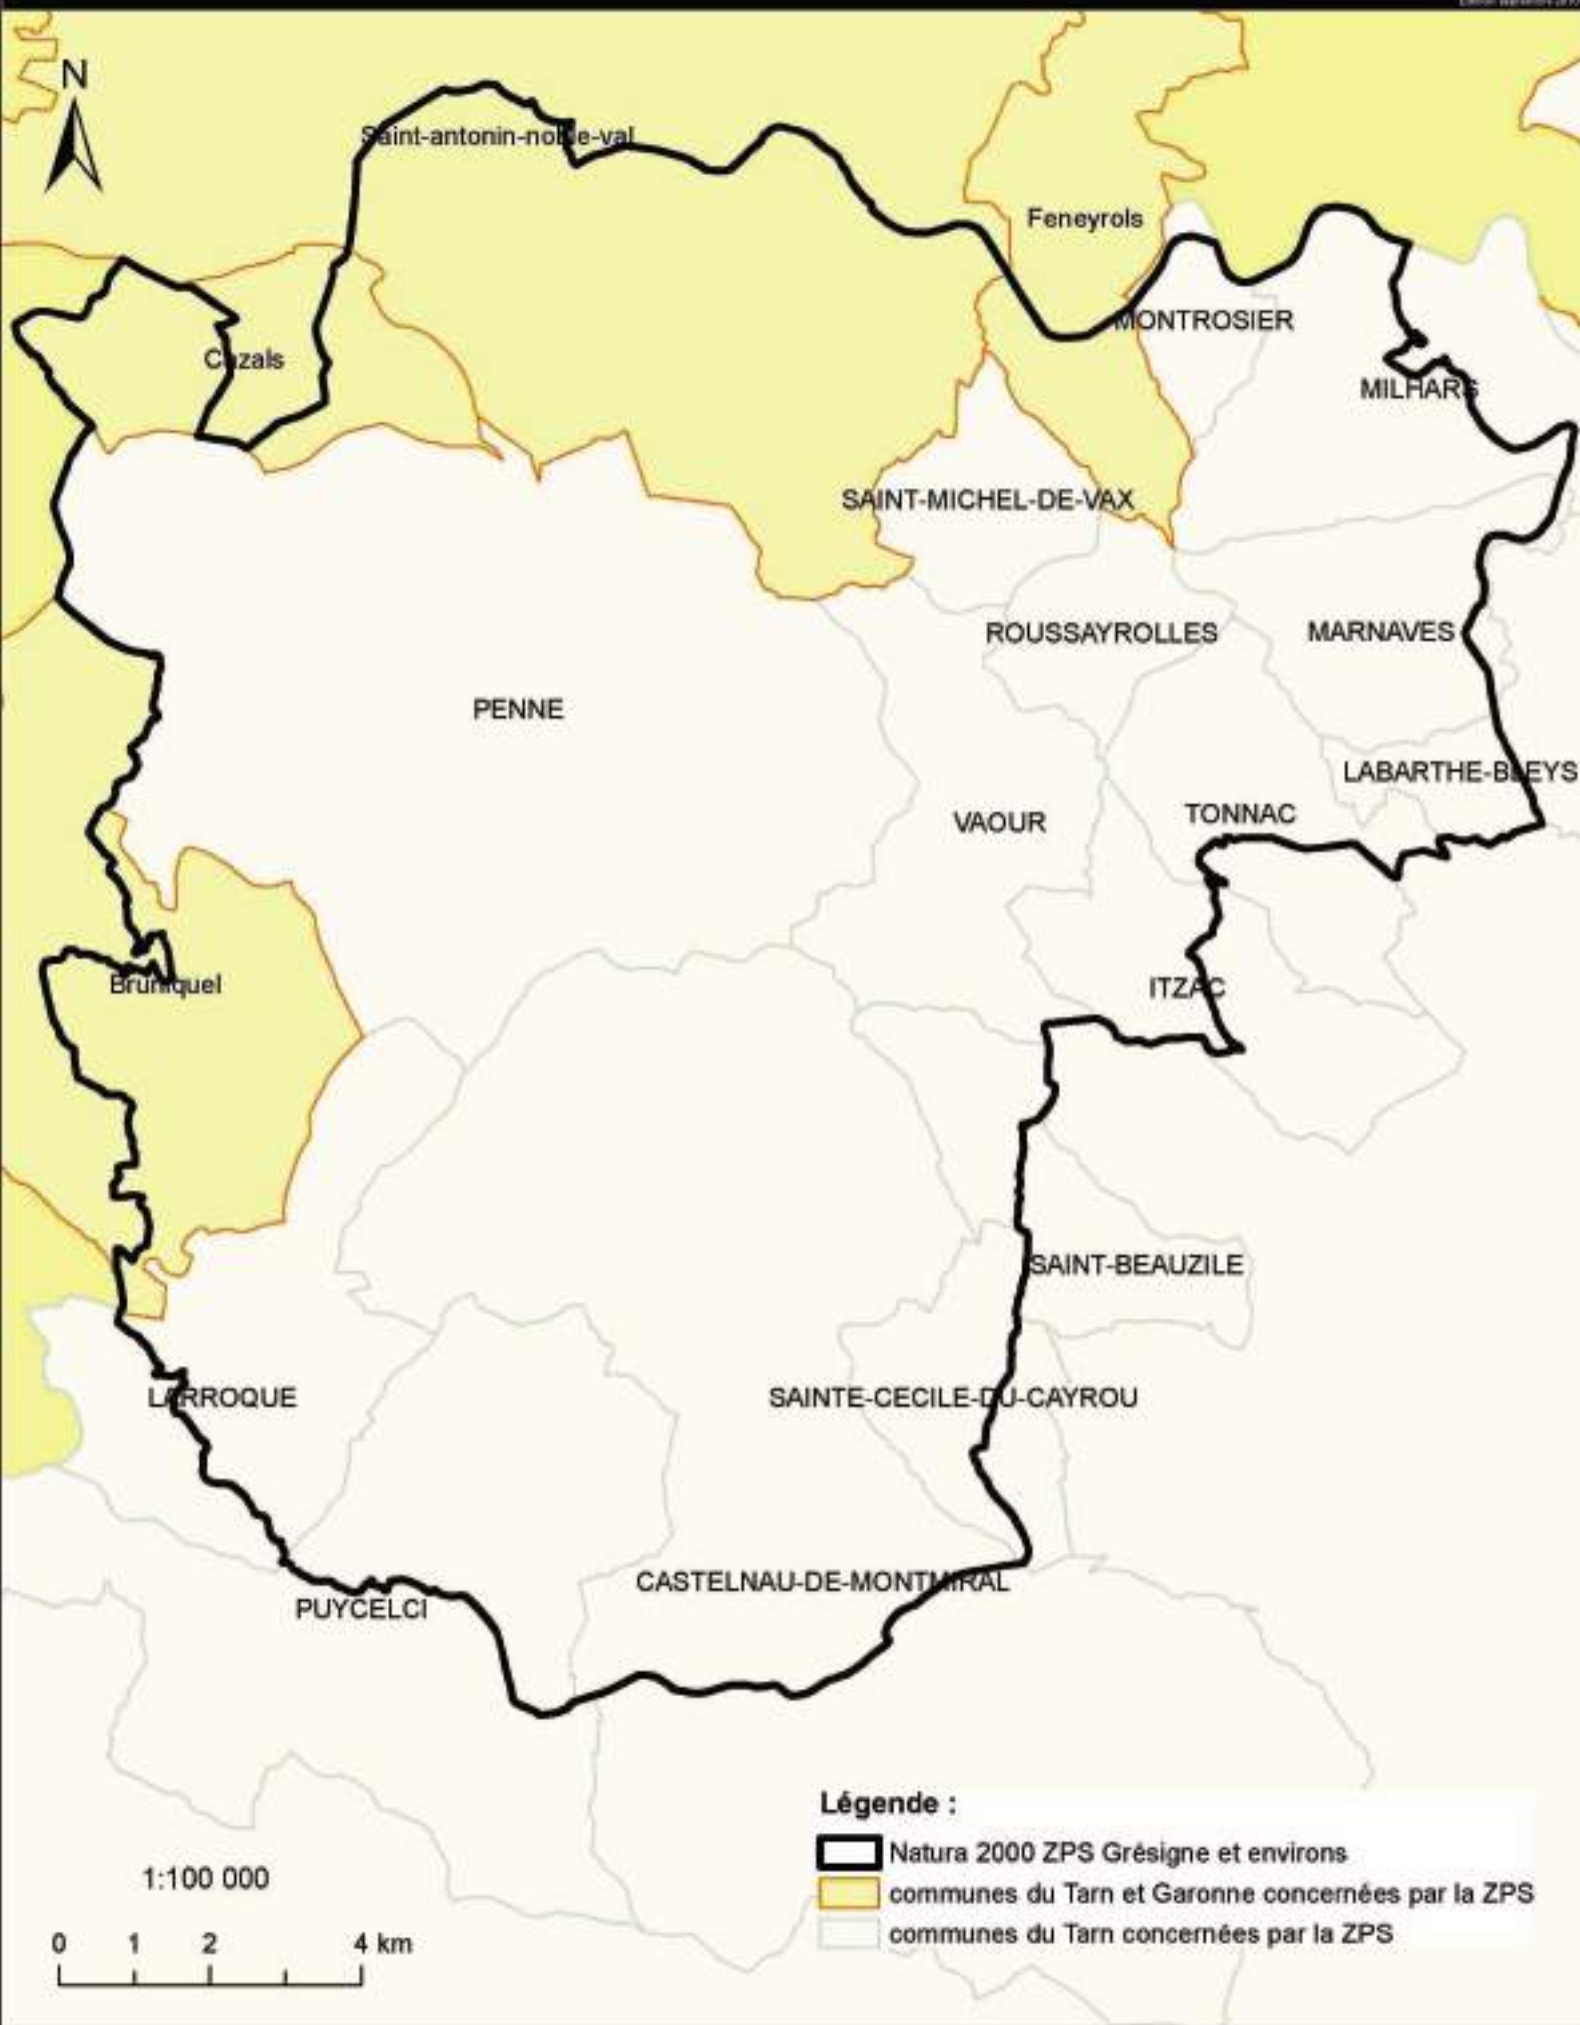 N
Saint-antonin-noble-val
Feneyrols
MONTROSIER
Cazals
MILHARS
SAINT-MICHEL-DE-VAX
ROUSSAYROLLES
MARNAVES
PENNE
LABARTHE-BLEYS
TONNAC
VAOUR
Bruniquel
ITZAC
SAINT-BEAUZILE
LARROQUE
SAINTE-CECILE-DU-CAYROU
CASTELNAU-DE-MONTMIRAL
PUYCELCI
Légende :
Natura 2000 ZPS Grésigne et environs
communes du Tarn et Garonne concernées par la ZPS
communes du Tarn concernées par la ZPS
1:100 000
0 1 2 4 km